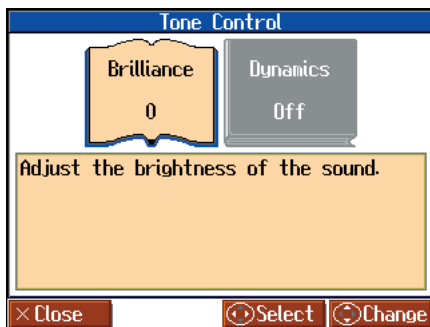 Tone Control
Brilliance Dynamics
0 Off
Adjust the brightness of the sound.
× Close Select Change